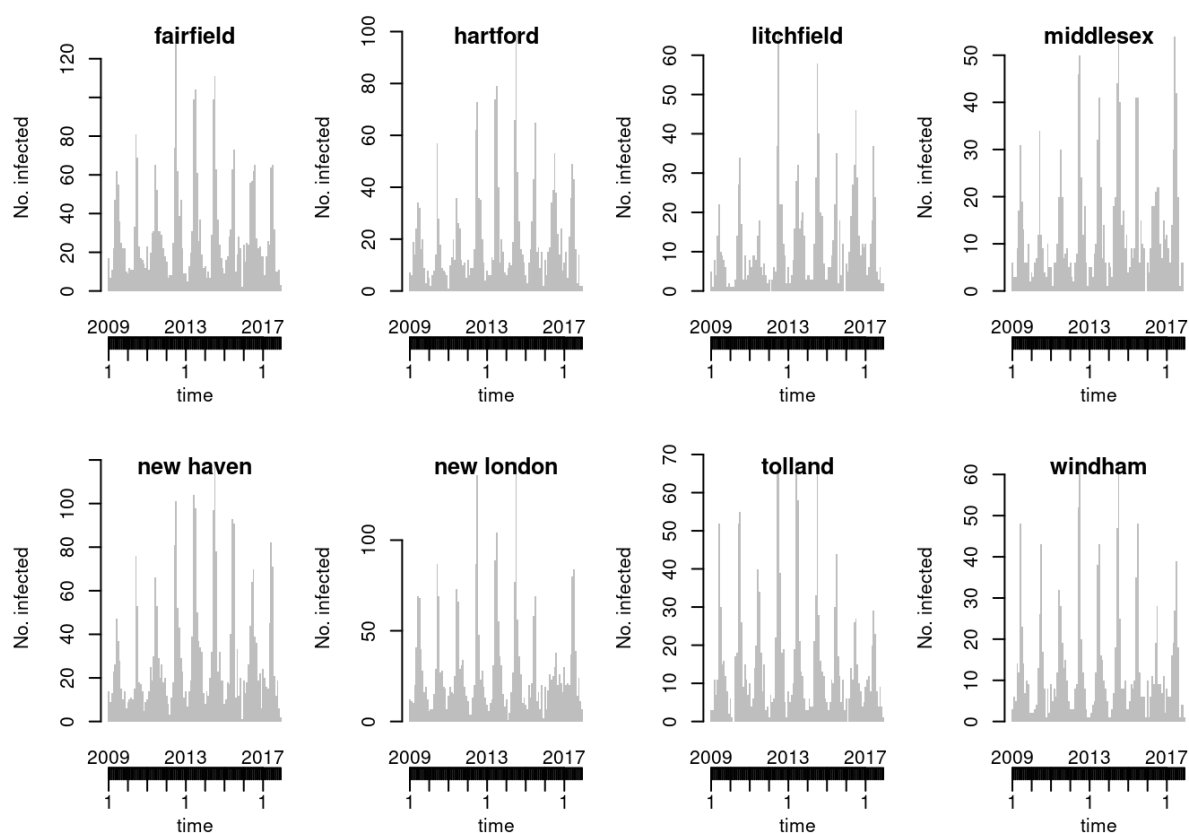 fairfield
No. infected
0 20 40 60 80 120
2009 2013 2017
1 1 1
time
hartford
No. infected
0 20 40 60 80 100
2009 2013 2017
1 1 1
time
litchfield
No. infected
0 10 20 30 40 50 60
2009 2013 2017
1 1 1
time
middlesex
No. infected
0 10 20 30 40 50
2009 2013 2017
1 1 1
time
new haven
No. infected
0 20 40 60 80 100
2009 2013 2017
1 1 1
time
new london
No. infected
0 50 100
2009 2013 2017
1 1 1
time
tolland
No. infected
0 10 20 30 40 50 60 70
2009 2013 2017
1 1 1
time
windham
No. infected
0 10 20 30 40 50 60
2009 2013 2017
1 1 1
time